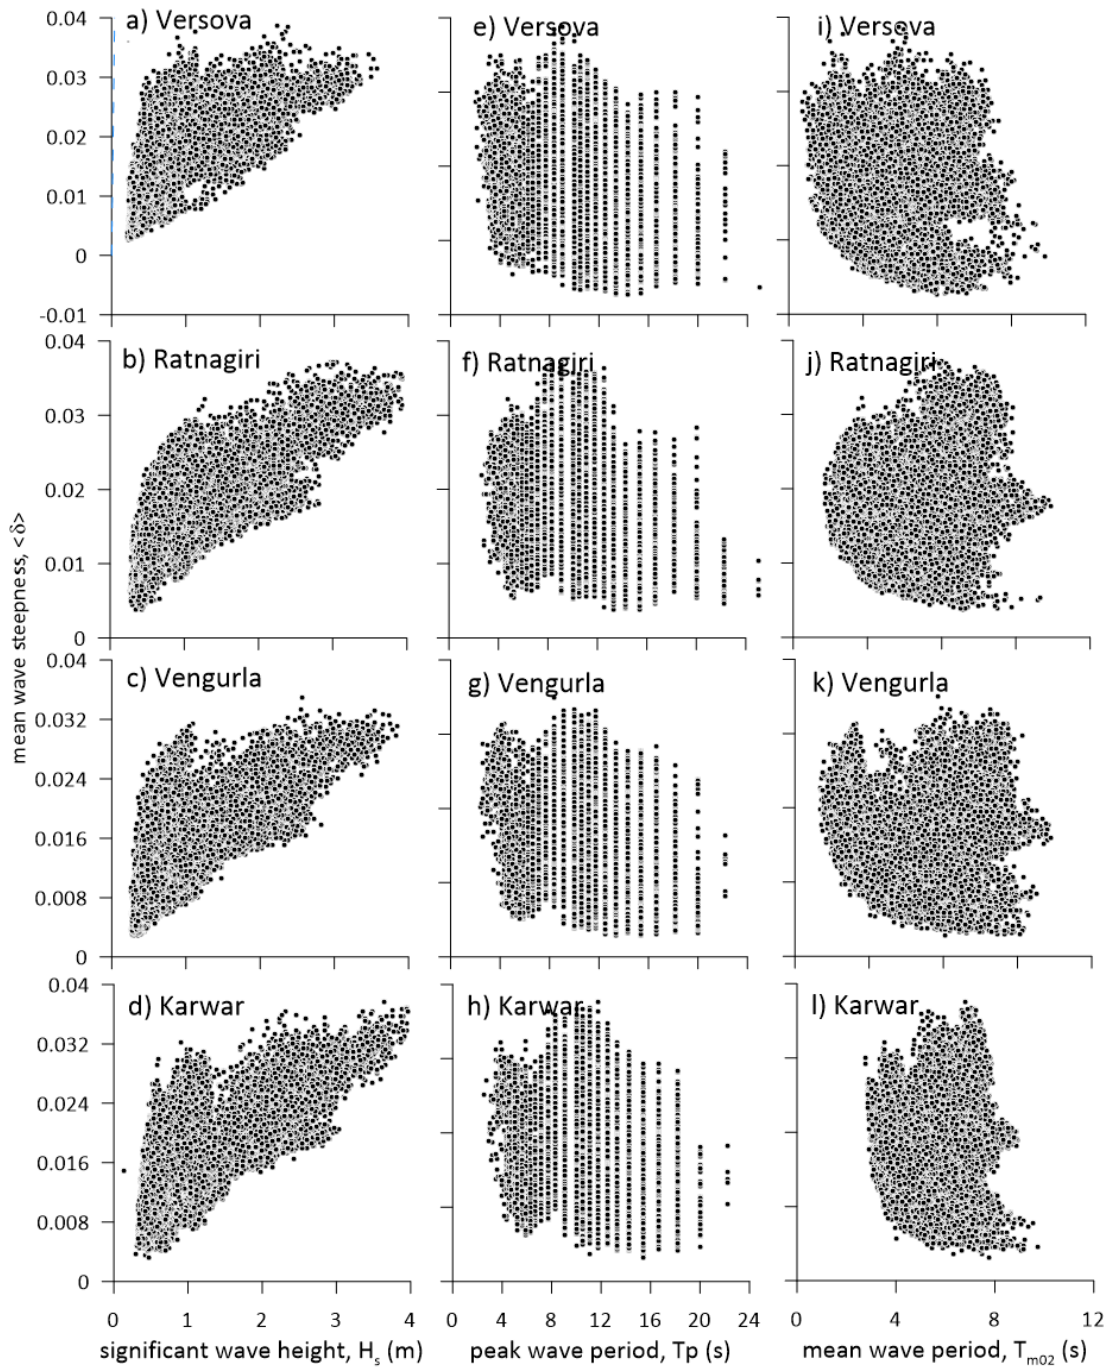 a) Versova
e) Versova
i) Versova
0.04
0.03
0.02
0.01
0
-0.01
b) Ratnagiri
f) Ratnagiri
j) Ratnagiri
0.04
0.03
0.02
0.01
0
mean wave steepness, <δ>
c) Vengurla
g) Vengurla
k) Vengurla
0.04
0.032
0.024
0.016
0.008
0
d) Karwar
h) Karwar
l) Karwar
0.04
0.032
0.024
0.016
0.008
0
0 1 2 3 4
0 4 8 12 16 20 24
0 4 8 12
significant wave height, Hs (m)
peak wave period, Tp (s)
mean wave period, Tm02 (s)